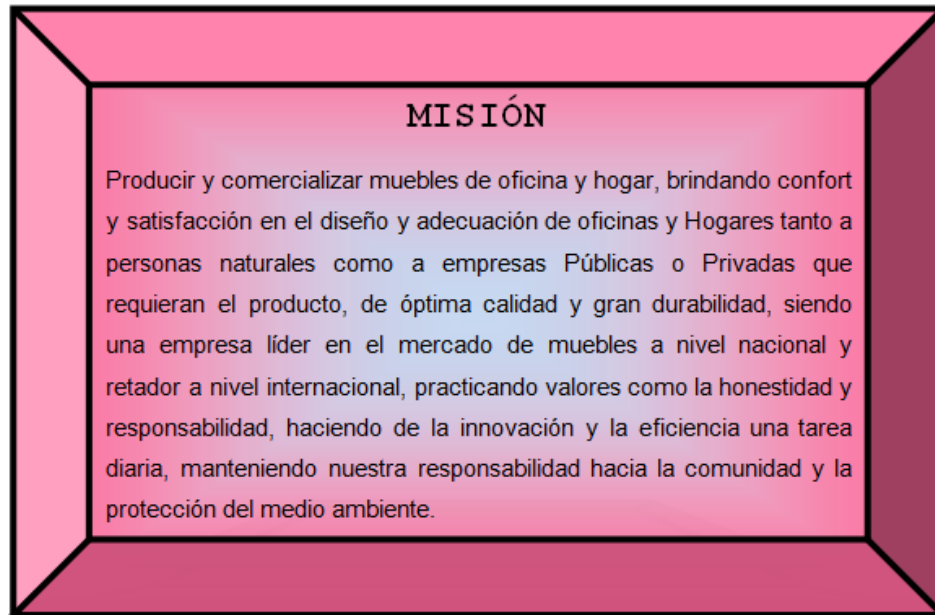 MISIÓN
Producir y comercializar muebles de oficina y hogar, brindando confort
y satisfacción en el diseño y adecuación de oficinas y Hogares tanto a
personas naturales como a empresas Públicas o Privadas que
requieran el producto, de óptima calidad y gran durabilidad, siendo
una empresa líder en el mercado de muebles a nivel nacional y
retador a nivel internacional, practicando valores como la honestidad y
responsabilidad, haciendo de la innovación y la eficiencia una tarea
diaria, manteniendo nuestra responsabilidad hacia la comunidad y la
protección del medio ambiente.